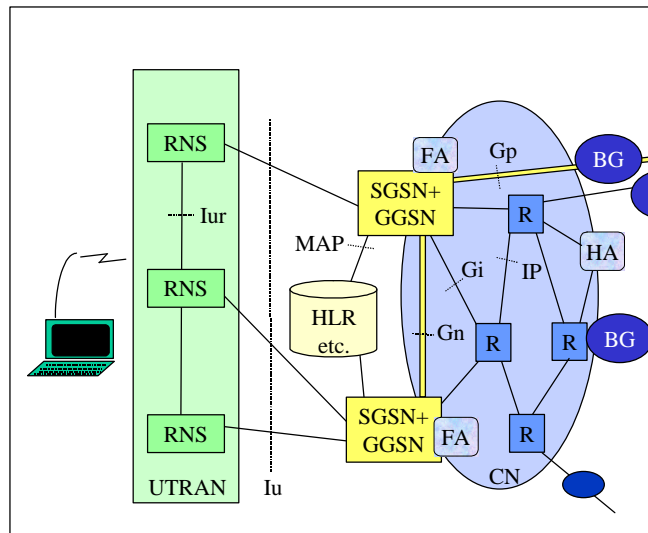 RNS
FA
Gp
BG
SGSN+
GGSN
R
Iur
MAP
HA
Gi
IP
RNS
HLR
etc.
Gn
R
R
BG
SGSN+
GGSN
RNS
FA
R
UTRAN
Iu
CN